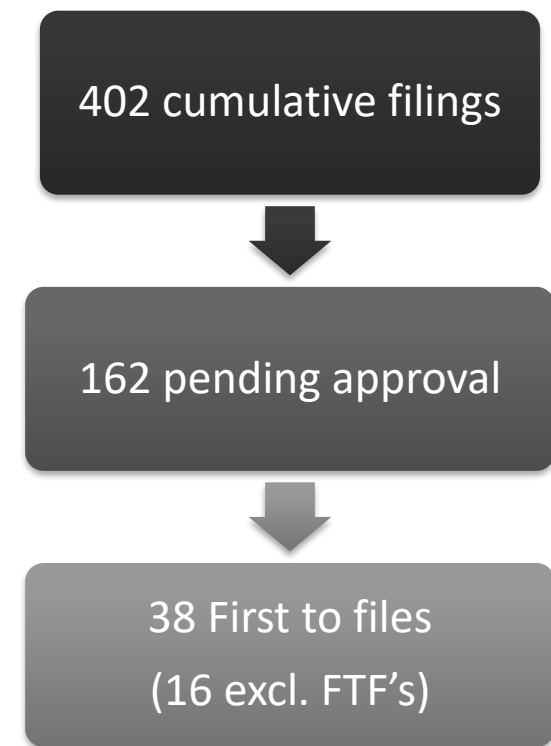 402 cumulative filings
162 pending approval
38 First to files
(16 excl. FTF’s)